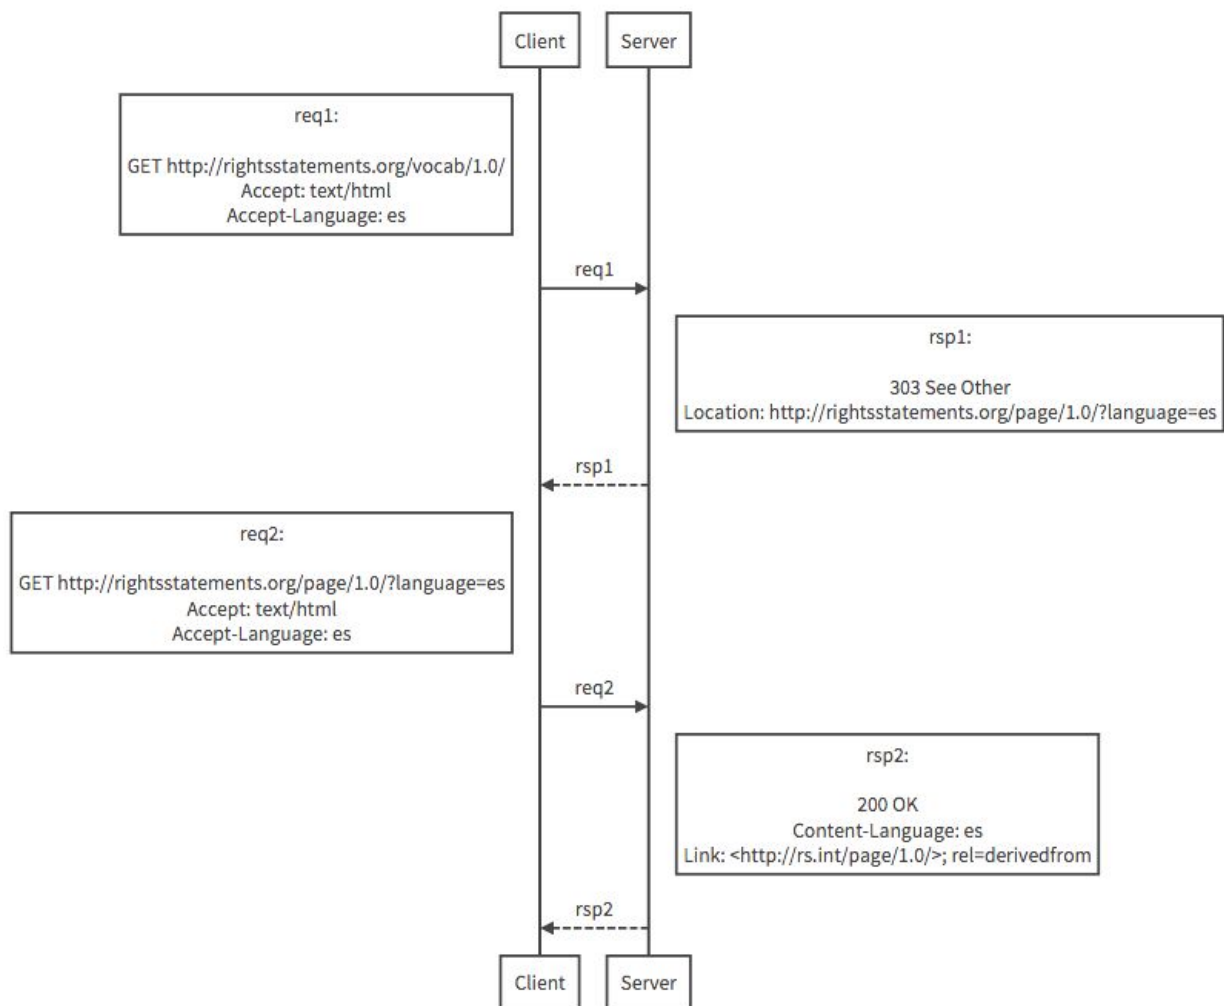 Client
Server
req1:
GET http://rightsstatements.org/vocab/1.0/
Accept: text/html
Accept-Language: es
req1
rsp1:
303 See Other
Location: http://rightsstatements.org/page/1.0/?language=es
rsp1
req2:
GET http://rightsstatements.org/page/1.0/?language=es
Accept: text/html
Accept-Language: es
req2
rsp2:
200 OK
Content-Language: es
Link: <http://rs.int/page/1.0/>; rel=derivedfrom
rsp2
Client
Server